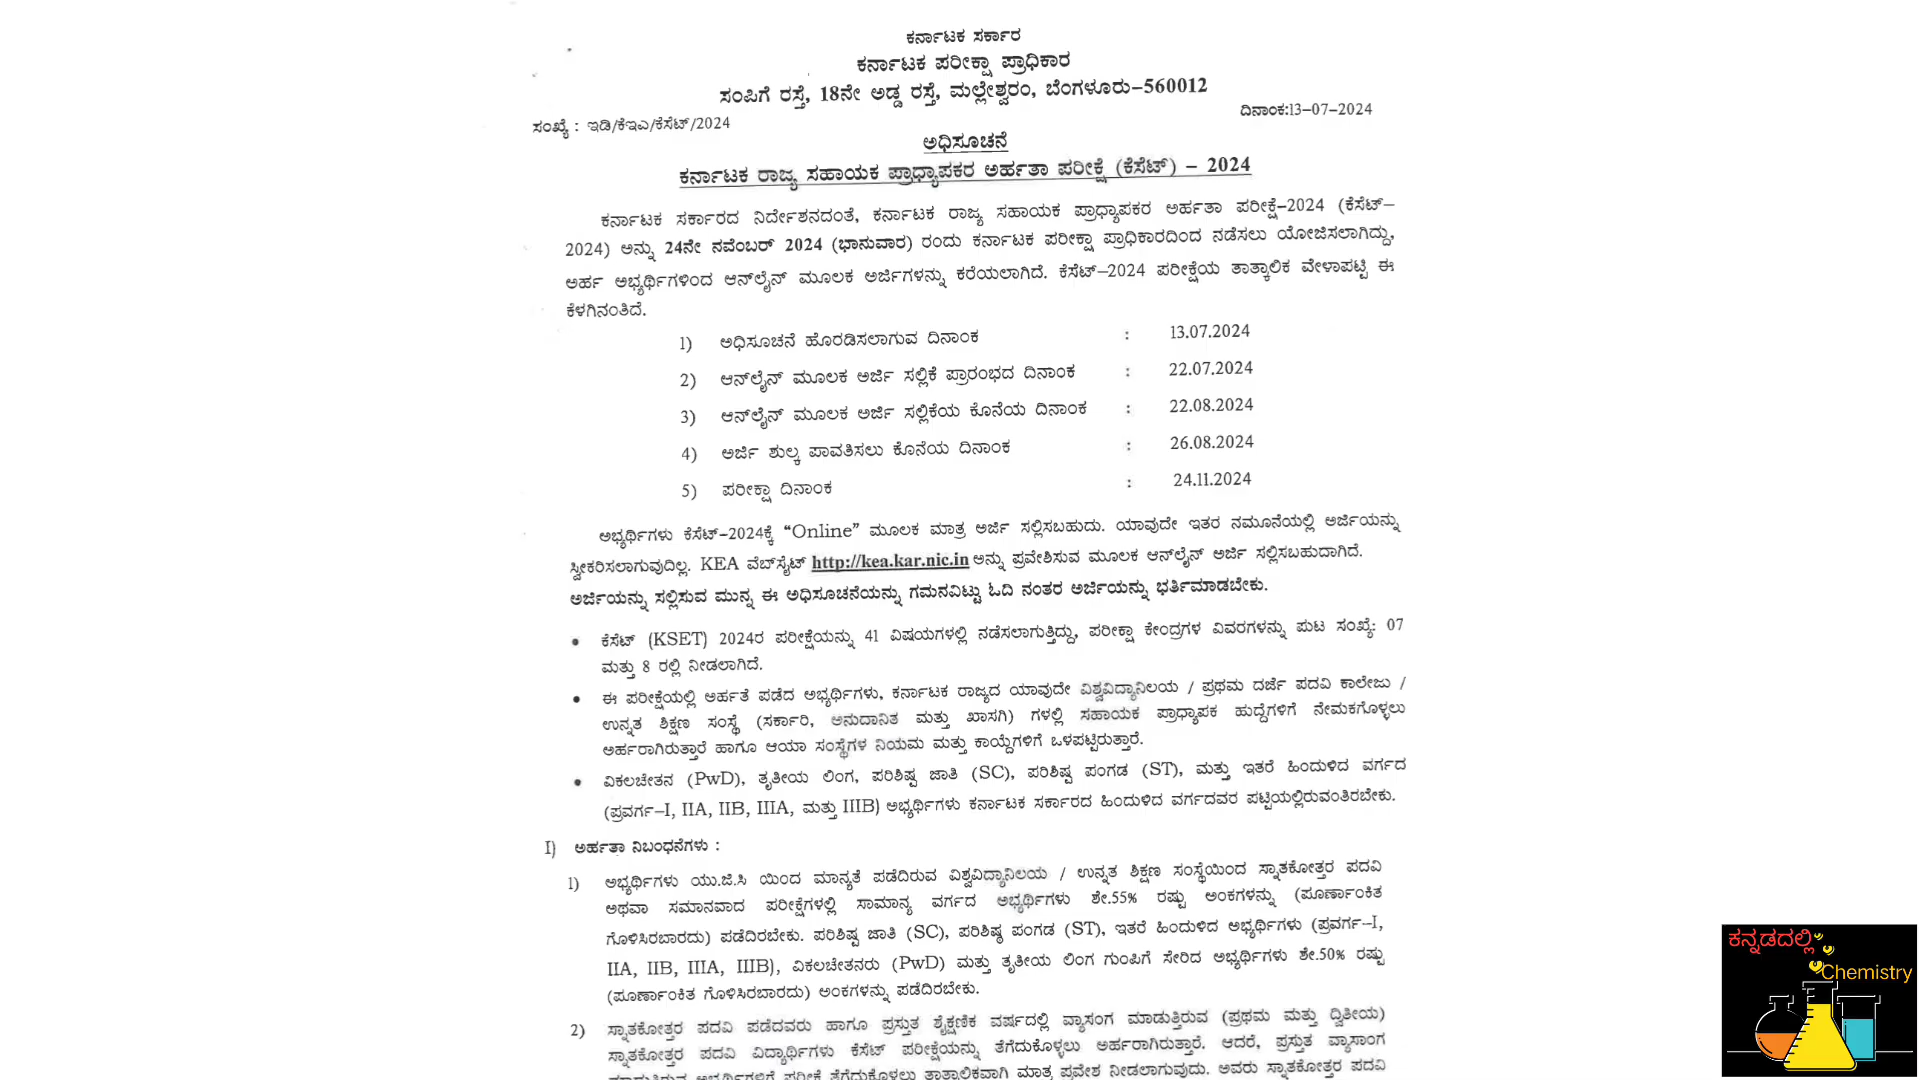 ಕರ್ನಾಟಕ ಸರ್ಕಾರ
ಕರ್ನಾಟಕ ಪರೀಕ್ಷಾ ಪ್ರಾಧಿಕಾರ
ಸಂಪಿಗೆ ರಸ್ತೆ, 18ನೇ ಅಡ್ಡ ರಸ್ತೆ, ಮಲ್ಲೇಶ್ವರಂ, ಬೆಂಗಳೂರು–560012
ಸಂಖ್ಯೆ : ಇಡಿ/ಕೆಇಎ/ಕೆಸೆಟ್/2024 ದಿನಾಂಕ:13–07–2024
ಅಧಿಸೂಚನೆ
ಕರ್ನಾಟಕ ರಾಜ್ಯ ಸಹಾಯಕ ಪ್ರಾಧ್ಯಾಪಕರ ಅರ್ಹತಾ ಪರೀಕ್ಷೆ (ಕೆಸೆಟ್) – 2024
ಕರ್ನಾಟಕ ಸರ್ಕಾರದ ನಿರ್ದೇಶನದಂತೆ, ಕರ್ನಾಟಕ ರಾಜ್ಯ ಸಹಾಯಕ ಪ್ರಾಧ್ಯಾಪಕರ ಅರ್ಹತಾ ಪರೀಕ್ಷೆ–2024 (ಕೆಸೆಟ್–
2024) ಅನ್ನು 24ನೇ ನವೆಂಬರ್ 2024 (ಭಾನುವಾರ) ರಂದು ಕರ್ನಾಟಕ ಪರೀಕ್ಷಾ ಪ್ರಾಧಿಕಾರದಿಂದ ನಡೆಸಲು ಯೋಜಿಸಲಾಗಿದ್ದು,
ಅರ್ಹ ಅಭ್ಯರ್ಥಿಗಳಿಂದ ಆನ್‌ಲೈನ್ ಮೂಲಕ ಅರ್ಜಿಗಳನ್ನು ಕರೆಯಲಾಗಿದೆ. ಕೆಸೆಟ್–2024 ಪರೀಕ್ಷೆಯ ತಾತ್ಕಾಲಿಕ ವೇಳಾಪಟ್ಟಿ ಈ
ಕೆಳಗಿನಂತಿದೆ.
1) ಅಧಿಸೂಚನೆ ಹೊರಡಿಸಲಾಗುವ ದಿನಾಂಕ : 13.07.2024
2) ಆನ್‌ಲೈನ್ ಮೂಲಕ ಅರ್ಜಿ ಸಲ್ಲಿಕೆ ಪ್ರಾರಂಭದ ದಿನಾಂಕ : 22.07.2024
3) ಆನ್‌ಲೈನ್ ಮೂಲಕ ಅರ್ಜಿ ಸಲ್ಲಿಕೆಯ ಕೊನೆಯ ದಿನಾಂಕ : 22.08.2024
4) ಅರ್ಜಿ ಶುಲ್ಕ ಪಾವತಿಸಲು ಕೊನೆಯ ದಿನಾಂಕ : 26.08.2024
5) ಪರೀಕ್ಷಾ ದಿನಾಂಕ : 24.11.2024
ಅಭ್ಯರ್ಥಿಗಳು ಕೆಸೆಟ್–2024ಕ್ಕೆ “Online” ಮೂಲಕ ಮಾತ್ರ ಅರ್ಜಿ ಸಲ್ಲಿಸಬಹುದು. ಯಾವುದೇ ಇತರ ನಮೂನೆಯಲ್ಲಿ ಅರ್ಜಿಯನ್ನು
ಸ್ವೀಕರಿಸಲಾಗುವುದಿಲ್ಲ. KEA ವೆಬ್‌ಸೈಟ್ http://kea.kar.nic.in ಅನ್ನು ಪ್ರವೇಶಿಸುವ ಮೂಲಕ ಆನ್‌ಲೈನ್ ಅರ್ಜಿ ಸಲ್ಲಿಸಬಹುದಾಗಿದೆ.
ಅರ್ಜಿಯನ್ನು ಸಲ್ಲಿಸುವ ಮುನ್ನ ಈ ಅಧಿಸೂಚನೆಯನ್ನು ಗಮನವಿಟ್ಟು ಓದಿ ನಂತರ ಅರ್ಜಿಯನ್ನು ಭರ್ತಿಮಾಡಬೇಕು.
• ಕೆಸೆಟ್ (KSET) 2024ರ ಪರೀಕ್ಷೆಯನ್ನು 41 ವಿಷಯಗಳಲ್ಲಿ ನಡೆಸಲಾಗುತ್ತಿದ್ದು, ಪರೀಕ್ಷಾ ಕೇಂದ್ರಗಳ ವಿವರಗಳನ್ನು ಪುಟ ಸಂಖ್ಯೆ: 07
ಮತ್ತು 8 ರಲ್ಲಿ ನೀಡಲಾಗಿದೆ.
• ಈ ಪರೀಕ್ಷೆಯಲ್ಲಿ ಅರ್ಹತೆ ಪಡೆದ ಅಭ್ಯರ್ಥಿಗಳು, ಕರ್ನಾಟಕ ರಾಜ್ಯದ ಯಾವುದೇ ವಿಶ್ವವಿದ್ಯಾನಿಲಯ / ಪ್ರಥಮ ದರ್ಜೆ ಪದವಿ ಕಾಲೇಜು /
ಉನ್ನತ ಶಿಕ್ಷಣ ಸಂಸ್ಥೆ (ಸರ್ಕಾರಿ, ಅನುದಾನಿತ ಮತ್ತು ಖಾಸಗಿ) ಗಳಲ್ಲಿ ಸಹಾಯಕ ಪ್ರಾಧ್ಯಾಪಕ ಹುದ್ದೆಗಳಿಗೆ ನೇಮಕಗೊಳ್ಳಲು
ಅರ್ಹರಾಗಿರುತ್ತಾರೆ ಹಾಗೂ ಆಯಾ ಸಂಸ್ಥೆಗಳ ನಿಯಮ ಮತ್ತು ಕಾಯ್ದೆಗಳಿಗೆ ಒಳಪಟ್ಟಿರುತ್ತಾರೆ.
• ವಿಕಲಚೇತನ (PwD), ತೃತೀಯ ಲಿಂಗ, ಪರಿಶಿಷ್ಟ ಜಾತಿ (SC), ಪರಿಶಿಷ್ಟ ಪಂಗಡ (ST), ಮತ್ತು ಇತರೆ ಹಿಂದುಳಿದ ವರ್ಗದ
(ಪ್ರವರ್ಗ–I, IIA, IIB, IIIA, ಮತ್ತು IIIB) ಅಭ್ಯರ್ಥಿಗಳು ಕರ್ನಾಟಕ ಸರ್ಕಾರದ ಹಿಂದುಳಿದ ವರ್ಗದವರ ಪಟ್ಟಿಯಲ್ಲಿರುವಂತಿರಬೇಕು.
I) ಅರ್ಹತಾ ನಿಬಂಧನೆಗಳು :
1) ಅಭ್ಯರ್ಥಿಗಳು ಯು.ಜಿ.ಸಿ ಯಿಂದ ಮಾನ್ಯತೆ ಪಡೆದಿರುವ ವಿಶ್ವವಿದ್ಯಾನಿಲಯ / ಉನ್ನತ ಶಿಕ್ಷಣ ಸಂಸ್ಥೆಯಿಂದ ಸ್ನಾತಕೋತ್ತರ ಪದವಿ
ಅಥವಾ ಸಮಾನವಾದ ಪರೀಕ್ಷೆಗಳಲ್ಲಿ ಸಾಮಾನ್ಯ ವರ್ಗದ ಅಭ್ಯರ್ಥಿಗಳು ಶೇ.55% ರಷ್ಟು ಅಂಕಗಳನ್ನು (ಪೂರ್ಣಾಂಕಿತ
ಗೊಳಿಸಿರಬಾರದು) ಪಡೆದಿರಬೇಕು. ಪರಿಶಿಷ್ಟ ಜಾತಿ (SC), ಪರಿಶಿಷ್ಠ ಪಂಗಡ (ST), ಇತರೆ ಹಿಂದುಳಿದ ಅಭ್ಯರ್ಥಿಗಳು (ಪ್ರವರ್ಗ–I,
IIA, IIB, IIIA, IIIB), ವಿಕಲಚೇತನರು (PwD) ಮತ್ತು ತೃತೀಯ ಲಿಂಗ ಗುಂಪಿಗೆ ಸೇರಿದ ಅಭ್ಯರ್ಥಿಗಳು ಶೇ.50% ರಷ್ಟು
(ಪೂರ್ಣಾಂಕಿತ ಗೊಳಿಸಿರಬಾರದು) ಅಂಕಗಳನ್ನು ಪಡೆದಿರಬೇಕು.
2) ಸ್ನಾತಕೋತ್ತರ ಪದವಿ ಪಡೆದವರು ಹಾಗೂ ಪ್ರಸ್ತುತ ಶೈಕ್ಷಣಿಕ ವರ್ಷದಲ್ಲಿ ವ್ಯಾಸಂಗ ಮಾಡುತ್ತಿರುವ (ಪ್ರಥಮ ಮತ್ತು ದ್ವಿತೀಯ)
ಸ್ನಾತಕೋತ್ತರ ಪದವಿ ವಿದ್ಯಾರ್ಥಿಗಳು ಕೆಸೆಟ್ ಪರೀಕ್ಷೆಯನ್ನು ತೆಗೆದುಕೊಳ್ಳಲು ಅರ್ಹರಾಗಿರುತ್ತಾರೆ. ಆದರೆ, ಪ್ರಸ್ತುತ ವ್ಯಾಸಾಂಗ
ಮಾಡುತ್ತಿರುವ ಅಭ್ಯರ್ಥಿಗಳಿಗೆ ಪರೀಕ್ಷೆ ತೆಗೆದುಕೊಳ್ಳಲು ತಾತ್ಕಾಲಿಕವಾಗಿ ಮಾತ್ರ ಪ್ರವೇಶ ನೀಡಲಾಗುವುದು. ಅವರು ಸ್ನಾತಕೋತ್ತರ ಪದವಿ
ಕನ್ನಡದಲ್ಲಿ
Chemistry